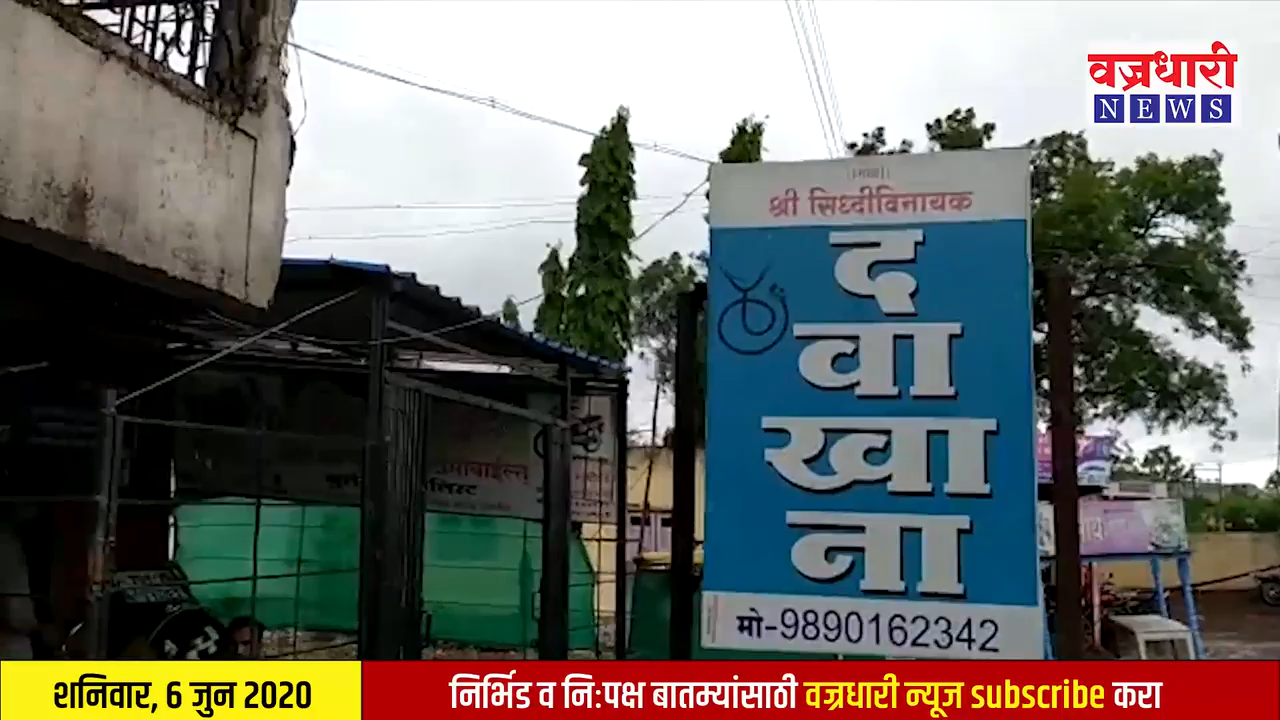 वज्रधारी
NEWS
श्री सिध्दीविनायक
द
वा
खा
ना
मो-9890162342
शनिवार, 6 जुन 2020
निर्भिड व नि:पक्ष बातम्यांसाठी वज्रधारी न्यूज subscribe करा